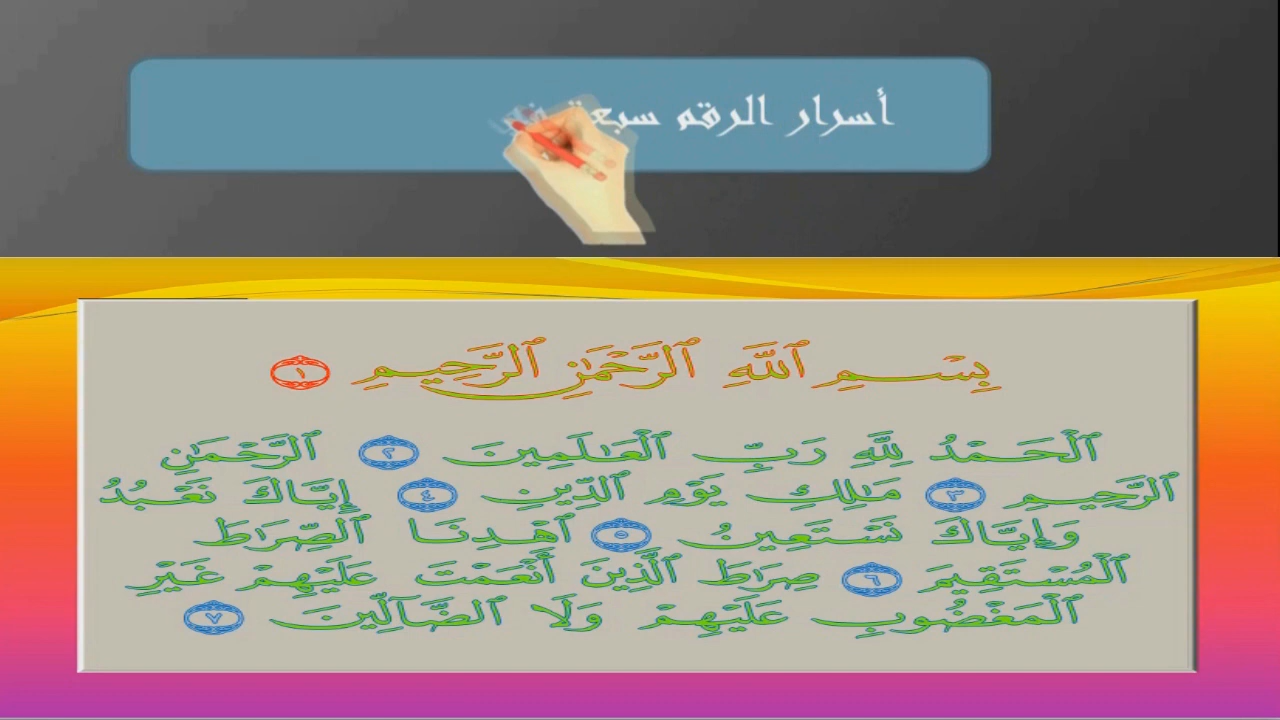 أسرار الرقم سبعة
بِسْمِ ٱللَّهِ ٱلرَّحْمَٰنِ ٱلرَّحِيمِ ١
ٱلْحَمْدُ لِلَّهِ رَبِّ ٱلْعَٰلَمِينَ ٢ ٱلرَّحْمَٰنِ
ٱلرَّحِيمِ ٣ مَٰلِكِ يَوْمِ ٱلدِّينِ ٤ إِيَّاكَ نَعْبُدُ
وَإِيَّاكَ نَسْتَعِينُ ٥ ٱهْدِنَا ٱلصِّرَٰطَ
ٱلْمُسْتَقِيمَ ٦ صِرَٰطَ ٱلَّذِينَ أَنْعَمْتَ عَلَيْهِمْ غَيْرِ
ٱلْمَغْضُوبِ عَلَيْهِمْ وَلَا ٱلضَّآلِّينَ ٧